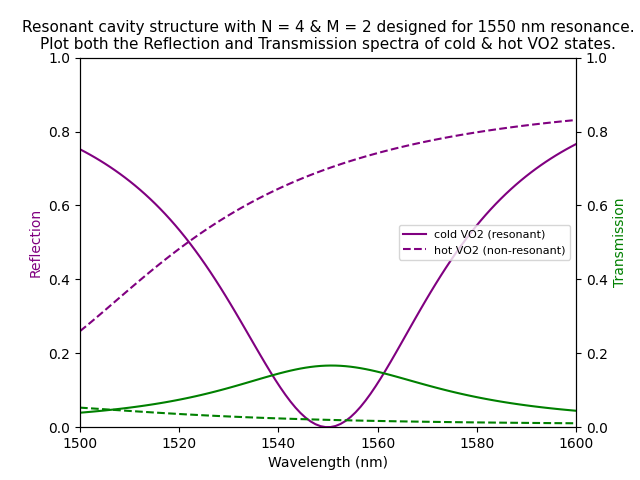 Resonant cavity structure with N = 4 & M = 2 designed for 1550 nm resonance.
Plot both the Reflection and Transmission spectra of cold & hot VO2 states.
1.0
0.8
0.6
0.4
0.2
0.0
Reflection
cold VO2 (resonant)
hot VO2 (non-resonant)
1.0
0.8
0.6
0.4
0.2
0.0
Transmission
1500
1520
1540
1560
1580
1600
Wavelength (nm)